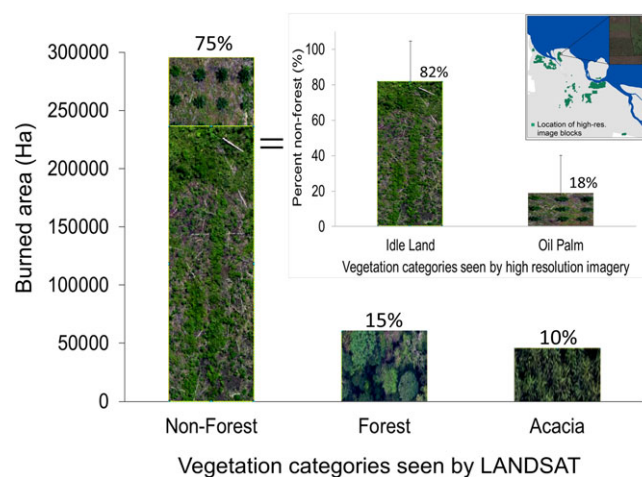 Burned area (Ha)
300000
250000
200000
150000
100000
50000
0
75%
15%
10%
Non-Forest
Forest
Acacia
Vegetation categories seen by LANDSAT
=
Percent non-forest (%)
100
80
60
40
20
0
82%
18%
Idle Land
Oil Palm
Vegetation categories seen by high resolution imagery
Location of high-res.
image blocks